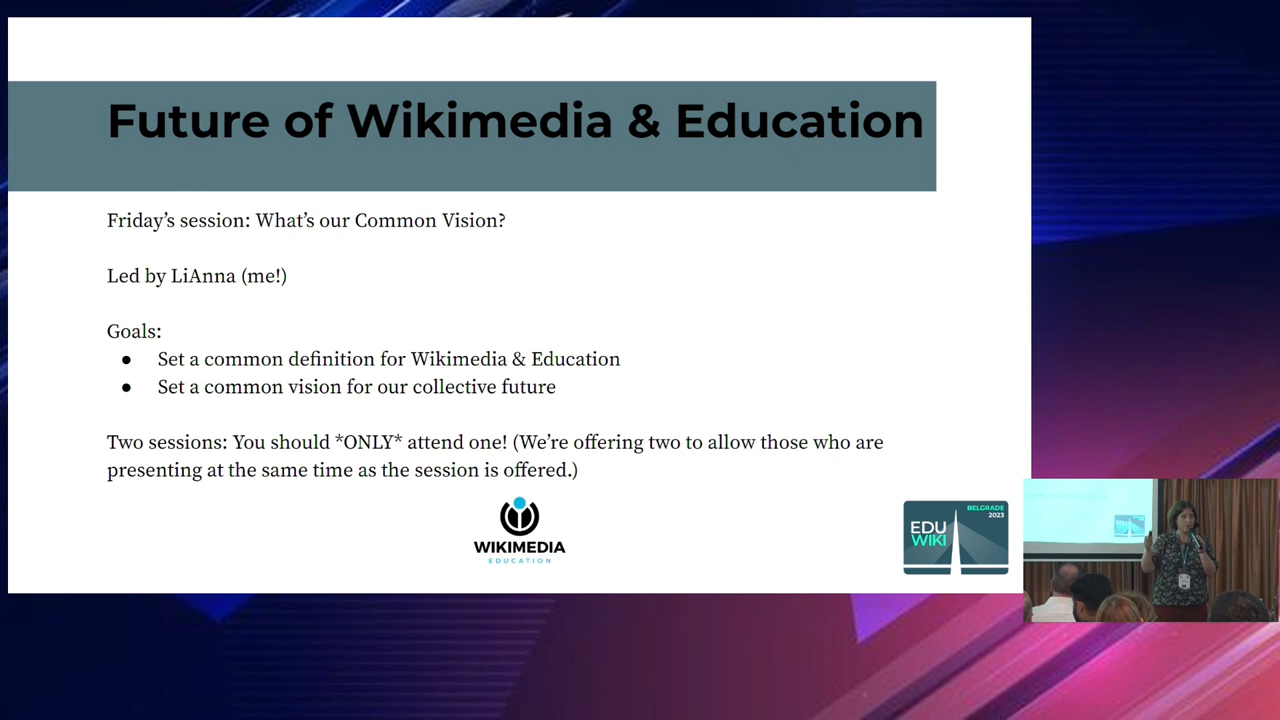 Future of Wikimedia & Education
Friday’s session: What’s our Common Vision?
Led by LiAnna (me!)
Goals:
● Set a common definition for Wikimedia & Education
● Set a common vision for our collective future
Two sessions: You should *ONLY* attend one! (We’re offering two to allow those who are
presenting at the same time as the session is offered.)
WIKIMEDIA
EDUCATION
BELGRADE
2023
EDU
WIKI